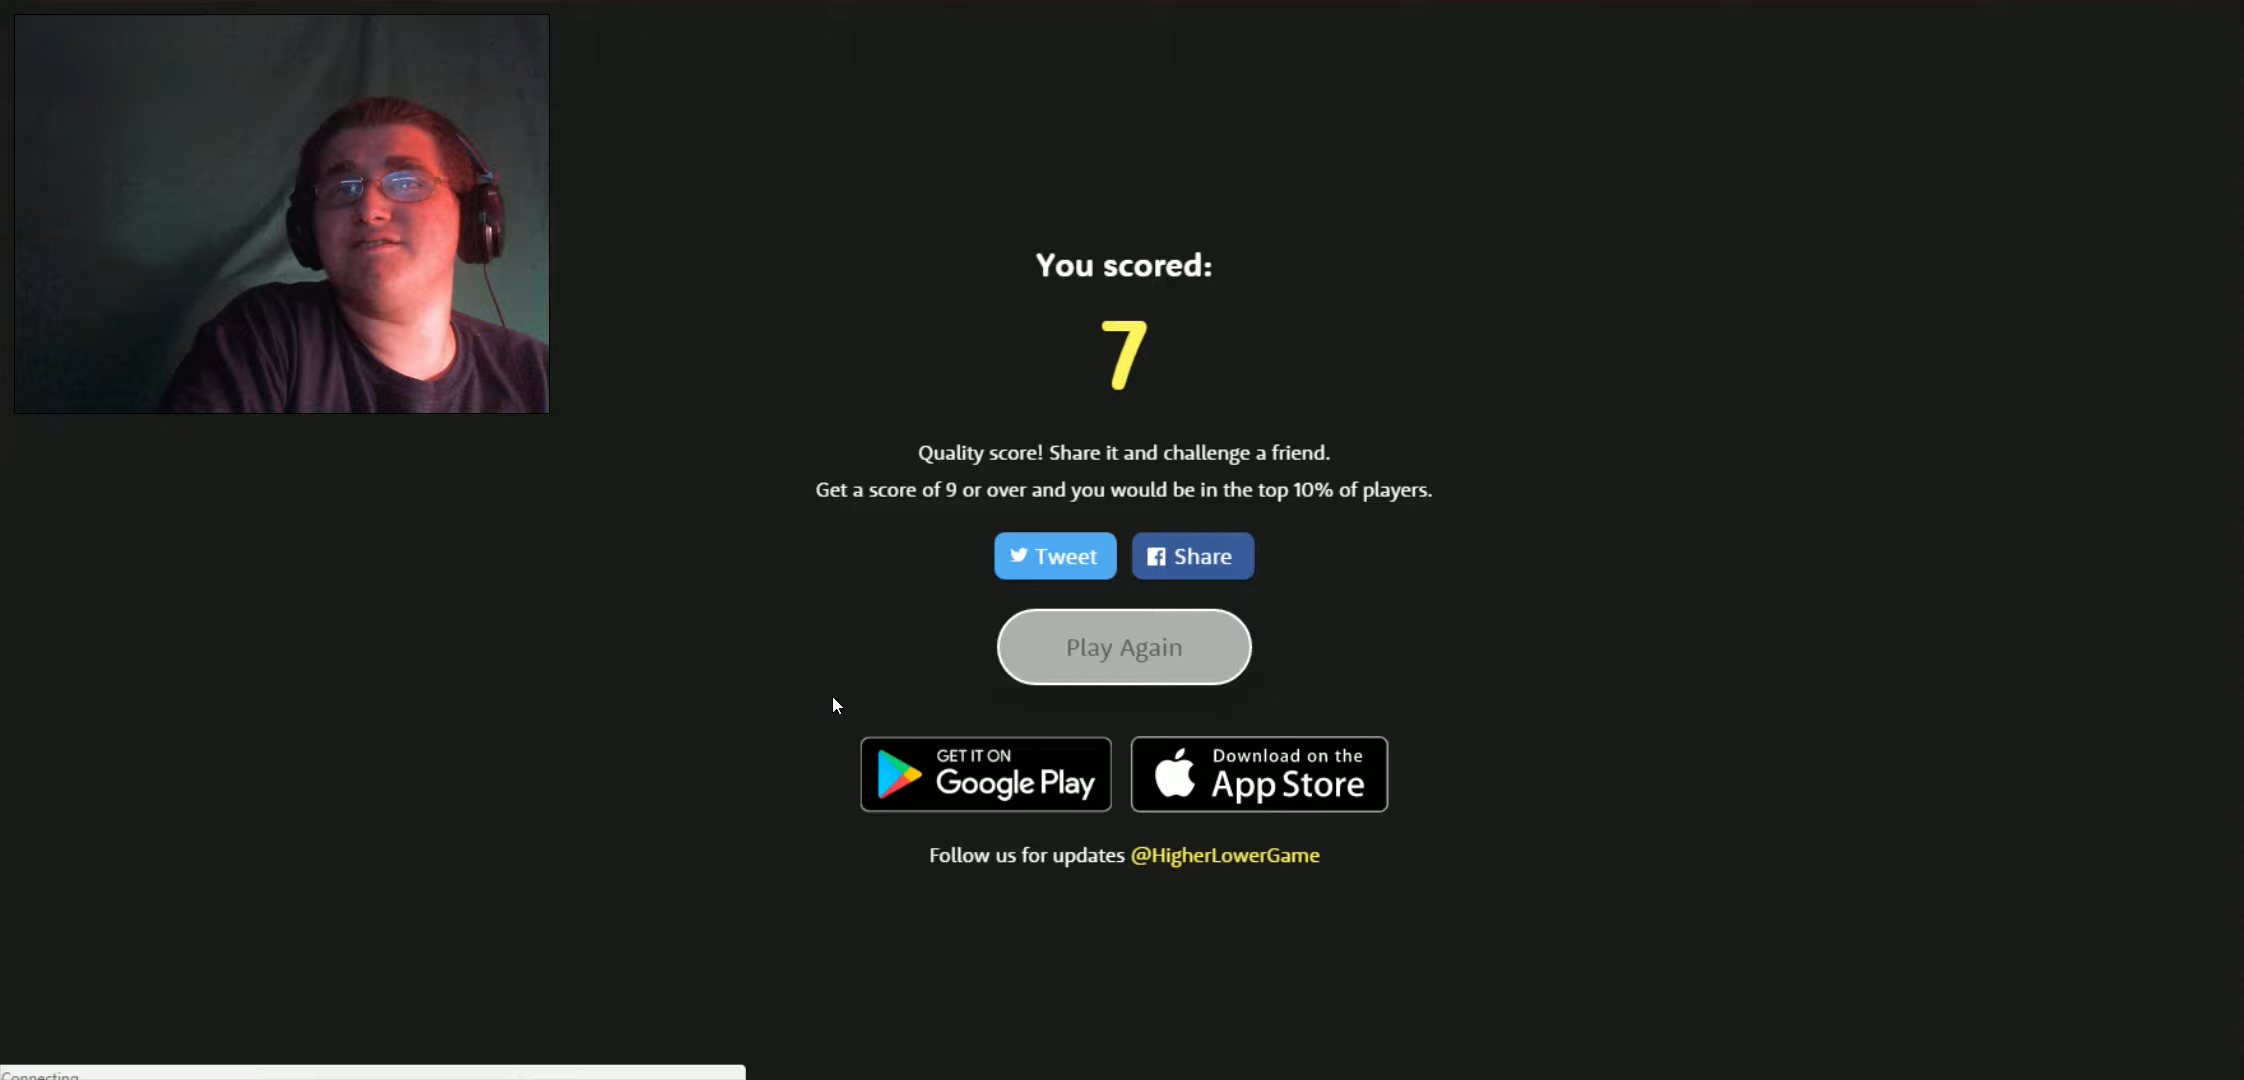 You scored:
7
Quality score! Share it and challenge a friend.
Get a score of 9 or over and you would be in the top 10% of players.
Tweet
Share
Play Again
GET IT ON
Google Play
Download on the
App Store
Follow us for updates @HigherLowerGame
Connecting